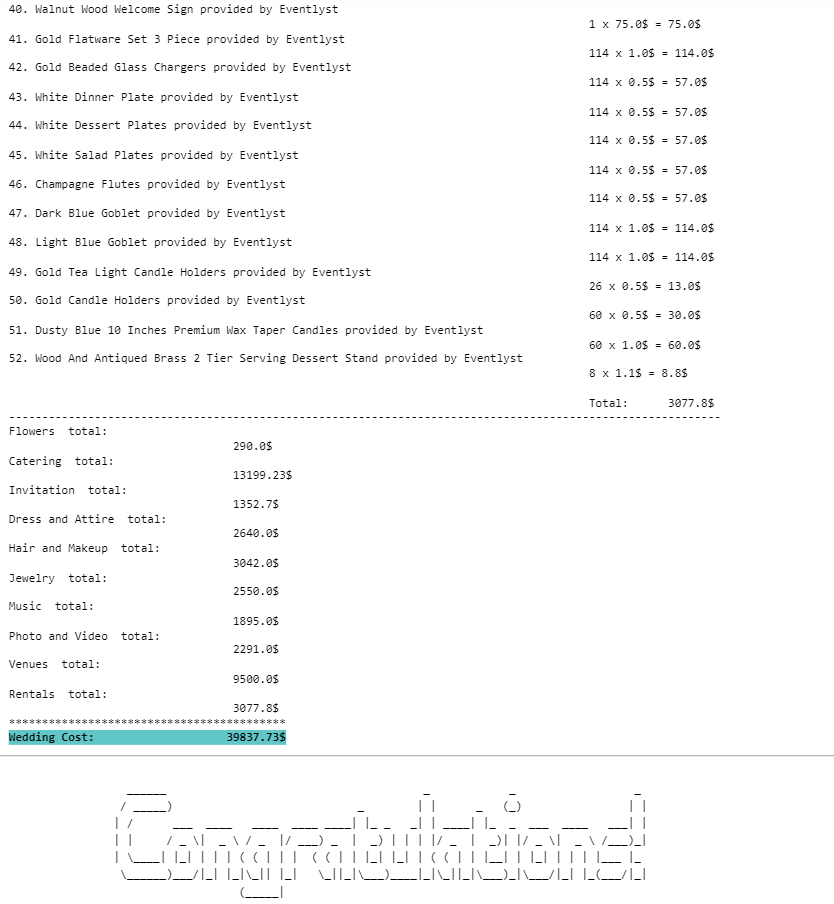 40. Walnut Wood Welcome Sign provided by Eventlyst
1 x 75.0$ = 75.0$
41. Gold Flatware Set 3 Piece provided by Eventlyst
114 x 1.0$ = 114.0$
42. Gold Beaded Glass Chargers provided by Eventlyst
114 x 0.5$ = 57.0$
43. White Dinner Plate provided by Eventlyst
114 x 0.5$ = 57.0$
44. White Dessert Plates provided by Eventlyst
114 x 0.5$ = 57.0$
45. White Salad Plates provided by Eventlyst
114 x 0.5$ = 57.0$
46. Champagne Flutes provided by Eventlyst
114 x 0.5$ = 57.0$
47. Dark Blue Goblet provided by Eventlyst
114 x 1.0$ = 114.0$
48. Light Blue Goblet provided by Eventlyst
114 x 1.0$ = 114.0$
49. Gold Tea Light Candle Holders provided by Eventlyst
26 x 0.5$ = 13.0$
50. Gold Candle Holders provided by Eventlyst
60 x 0.5$ = 30.0$
51. Dusty Blue 10 Inches Premium Wax Taper Candles provided by Eventlyst
60 x 1.0$ = 60.0$
52. Wood And Antiqued Brass 2 Tier Serving Dessert Stand provided by Eventlyst
8 x 1.1$ = 8.8$
Total: 3077.8$
Flowers total:
290.0$
Catering total:
13199.23$
Invitation total:
1352.7$
Dress and Attire total:
2640.0$
Hair and Makeup total:
3042.0$
Jewelry total:
2550.0$
Music total:
1895.0$
Photo and Video total:
2291.0$
Venues total:
9500.0$
Rentals total:
3077.8$
******************************************
Wedding Cost: 39837.73$
Congratulations!